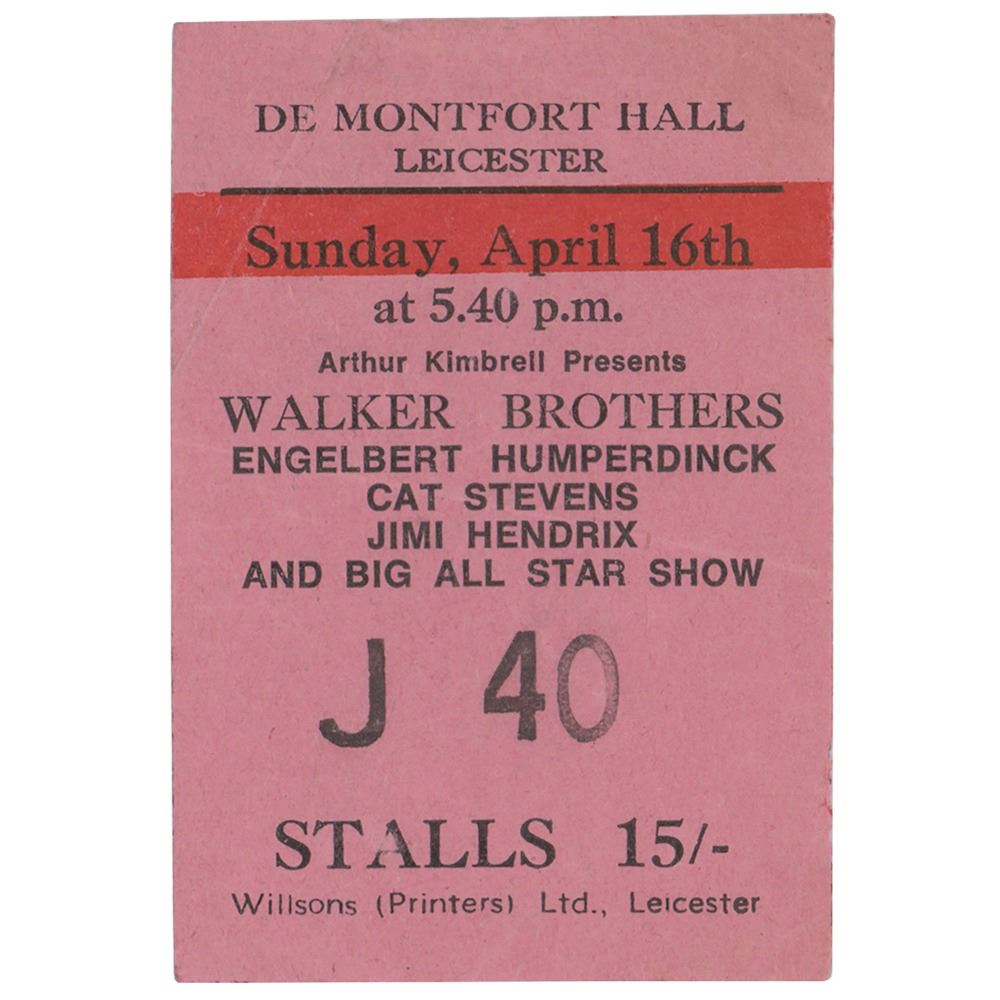 DE MONTFORT HALL
LEICESTER
Sunday, April 16th
at 5.40 p.m.
Arthur Kimbrell Presents
WALKER BROTHERS
ENGELBERT HUMPERDINCK
CAT STEVENS
JIMI HENDRIX
AND BIG ALL STAR SHOW
J 40
STALLS 15/-
Willsons (Printers) Ltd., Leicester